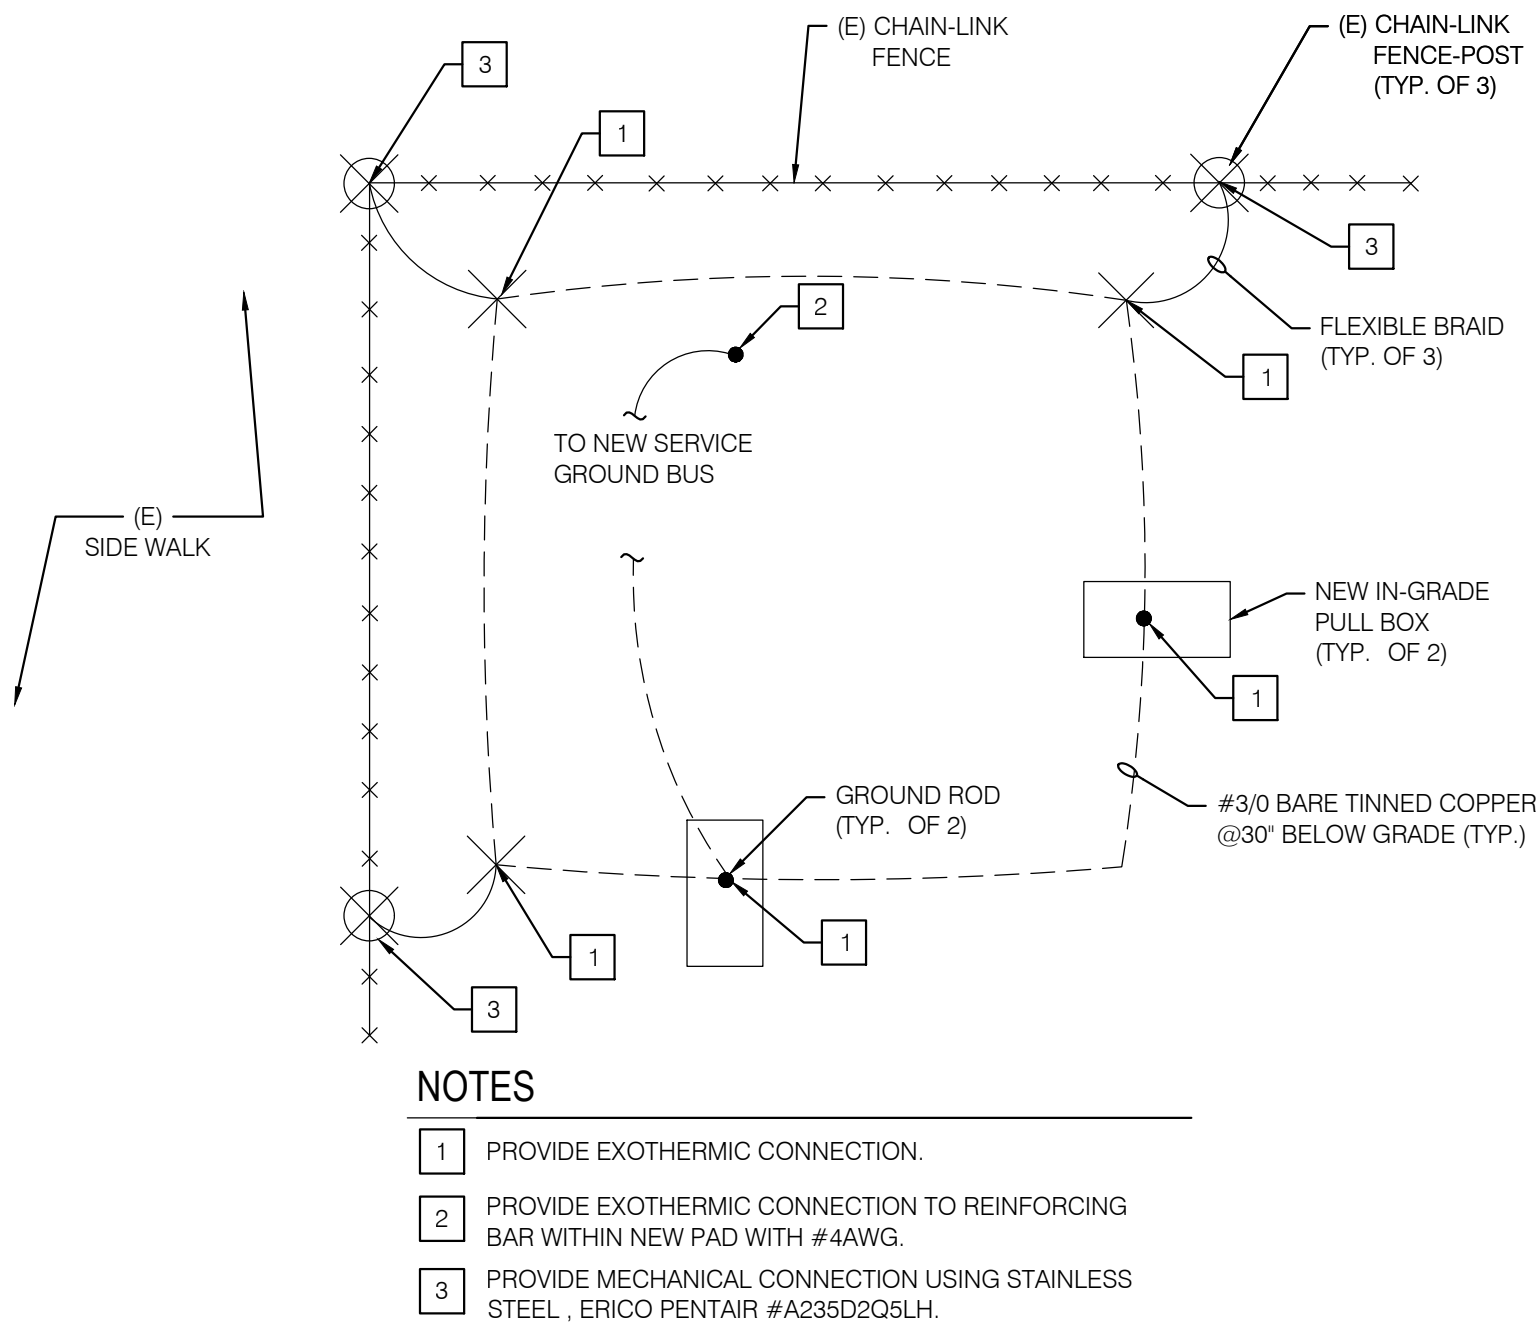 (E) CHAIN-LINK
FENCE
(E) CHAIN-LINK
FENCE-POST
(TYP. OF 3)
3
1
3
2
FLEXIBLE BRAID
(TYP. OF 3)
1
TO NEW SERVICE
GROUND BUS
(E)
SIDE WALK
NEW IN-GRADE
PULL BOX
(TYP. OF 2)
1
GROUND ROD
(TYP. OF 2)
#3/0 BARE TINNED COPPER
@30" BELOW GRADE (TYP.)
1
1
3
NOTES
1 PROVIDE EXOTHERMIC CONNECTION.
2 PROVIDE EXOTHERMIC CONNECTION TO REINFORCING
BAR WITHIN NEW PAD WITH #4AWG.
3 PROVIDE MECHANICAL CONNECTION USING STAINLESS
STEEL , ERICO PENTAIR #A235D2Q5LH.